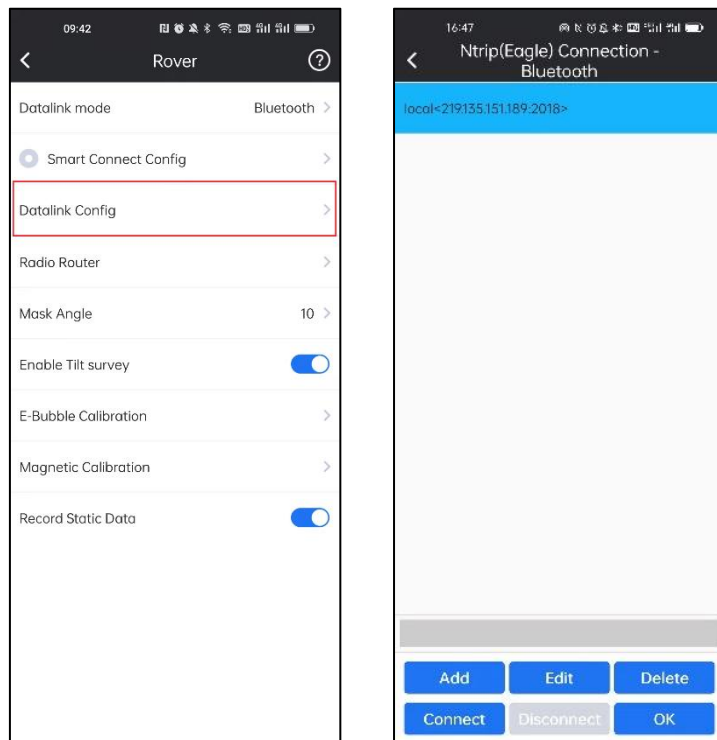 09:42
Rover
Datalink mode Bluetooth
Smart Connect Config
Datalink Config
Radio Router
Mask Angle 10
Enable Tilt survey
E-Bubble Calibration
Magnetic Calibration
Record Static Data
16:47
Ntrip(Eagle) Connection -
Bluetooth
local<219.135.151.189:2018>
Add Edit Delete
Connect Disconnect OK